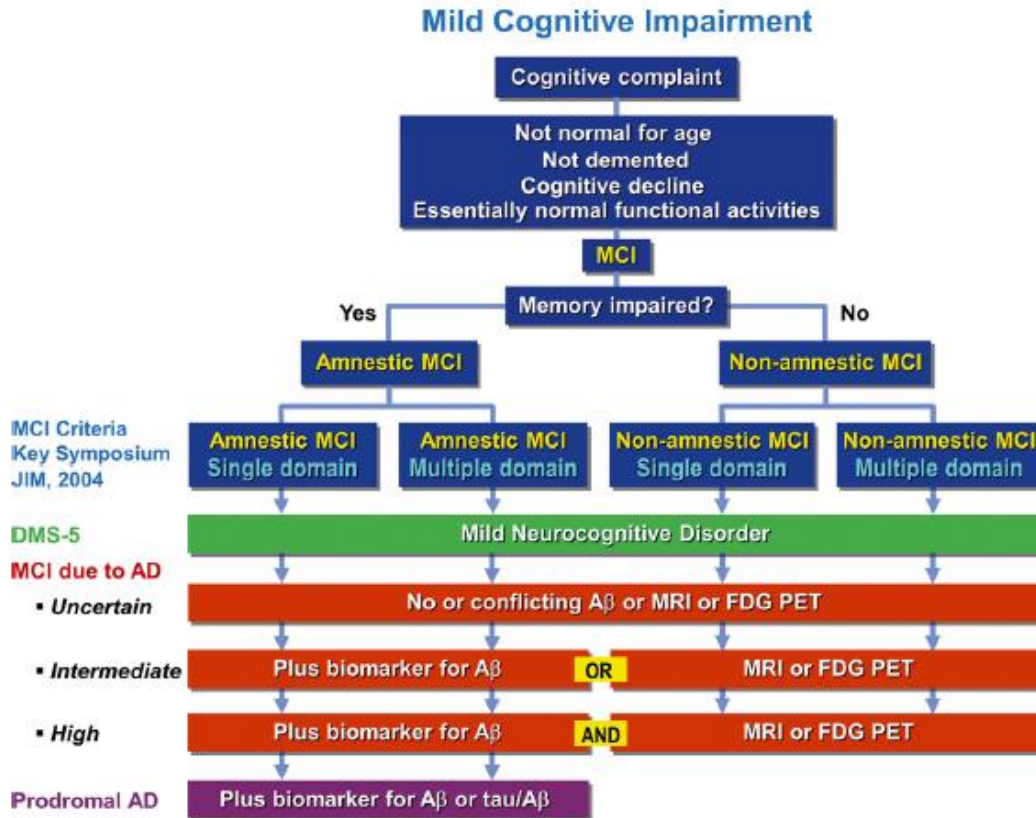 Mild Cognitive Impairment
Cognitive complaint
Not normal for age
Not demented
Cognitive decline
Essentially normal functional activities
MCI
Memory impaired?
Yes
No
Amnestic MCI
Non-amnestic MCI
MCI Criteria
Key Symposium
JIM, 2004
Amnestic MCI
Single domain
Amnestic MCI
Multiple domain
Non-amnestic MCI
Single domain
Non-amnestic MCI
Multiple domain
DMS-5
Mild Neurocognitive Disorder
MCI due to AD
▪ Uncertain
No or conflicting Aβ or MRI or FDG PET
▪ Intermediate
Plus biomarker for Aβ
OR
MRI or FDG PET
▪ High
Plus biomarker for Aβ
AND
MRI or FDG PET
Prodromal AD
Plus biomarker for Aβ or tau/Aβ